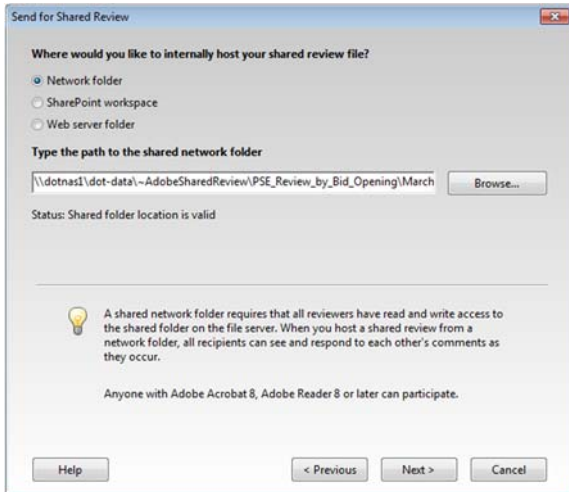 Send for Shared Review
Where would you like to internally host your shared review file?
Network folder
SharePoint workspace
Web server folder
Type the path to the shared network folder
\\dotnas1\dot-data\~AdobeSharedReview\PSE_Review_by_Bid_Opening\March
Browse...
Status: Shared folder location is valid
A shared network folder requires that all reviewers have read and write access to
the shared folder on the file server. When you host a shared review from a
network folder, all recipients can see and respond to each other's comments as
they occur.
Anyone with Adobe Acrobat 8, Adobe Reader 8 or later can participate.
Help
< Previous
Next >
Cancel